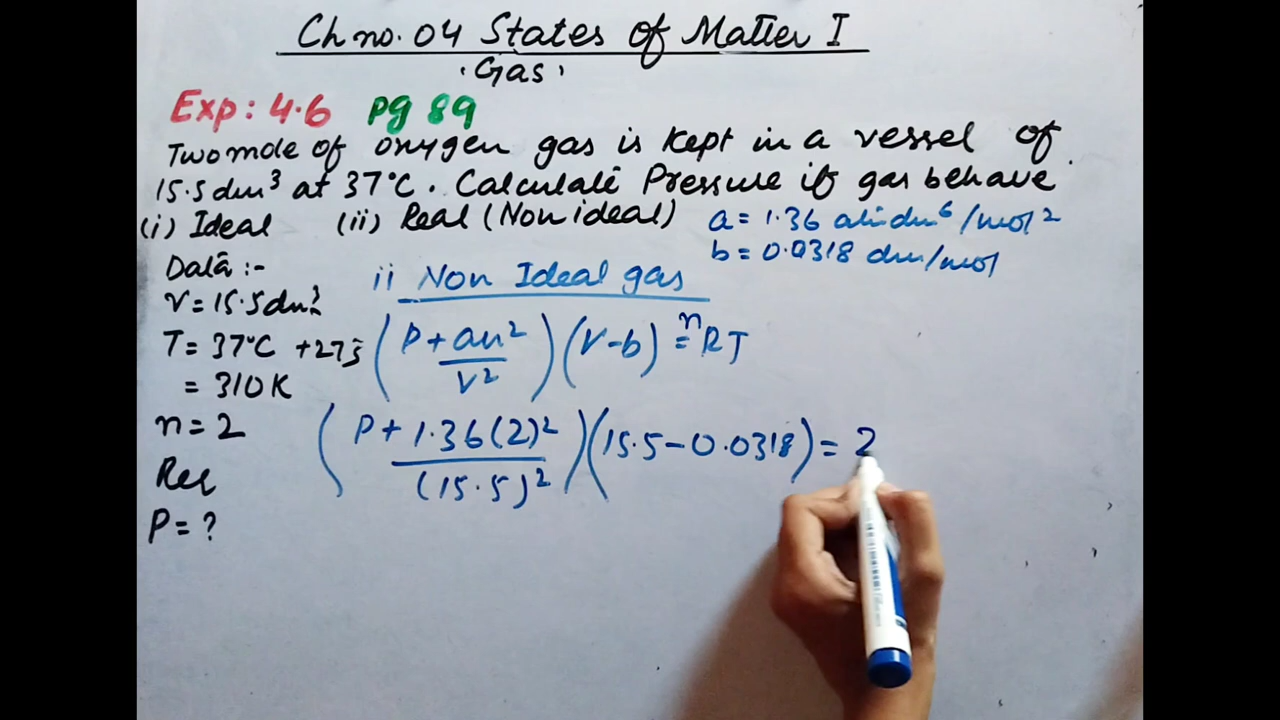 Ch no. 04 States of Matter I
Gas
Exp: 4.6 pg 89
Two mole of oxygen gas is kept in a vessel of
15.5 dm³ at 37°C. Calculate Pressure if gas behave
(i) Ideal (ii) Real (Non ideal)
a = 1.36 atm dm⁶/mol²
b = 0.0318 dm/mol
Data :-
V = 15.5 dm³
T = 37°C + 273
= 310 K
n = 2
Req
P = ?
ii Non Ideal gas
(P + an²/V²)(V-b) = nRT
(P + 1.36(2)²/(15.5)²)(15.5 - 0.0318) = 2